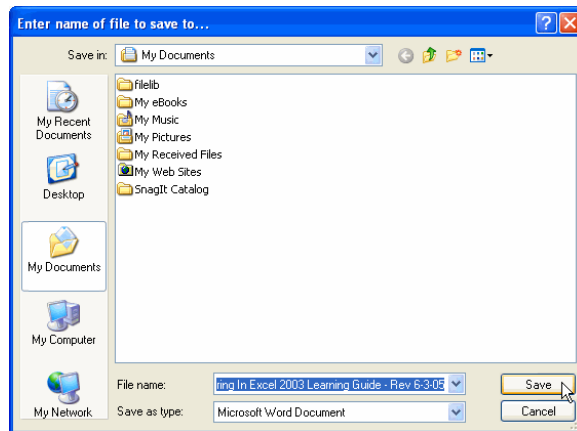 Enter name of file to save to...
Save in:
My Documents
filelib
My eBooks
My Music
My Pictures
My Received Files
My Web Sites
SnagIt Catalog
My Recent
Documents
Desktop
My Documents
My Computer
My Network
File name:
ring In Excel 2003 Learning Guide - Rev 6-3-05
Save
Save as type:
Microsoft Word Document
Cancel